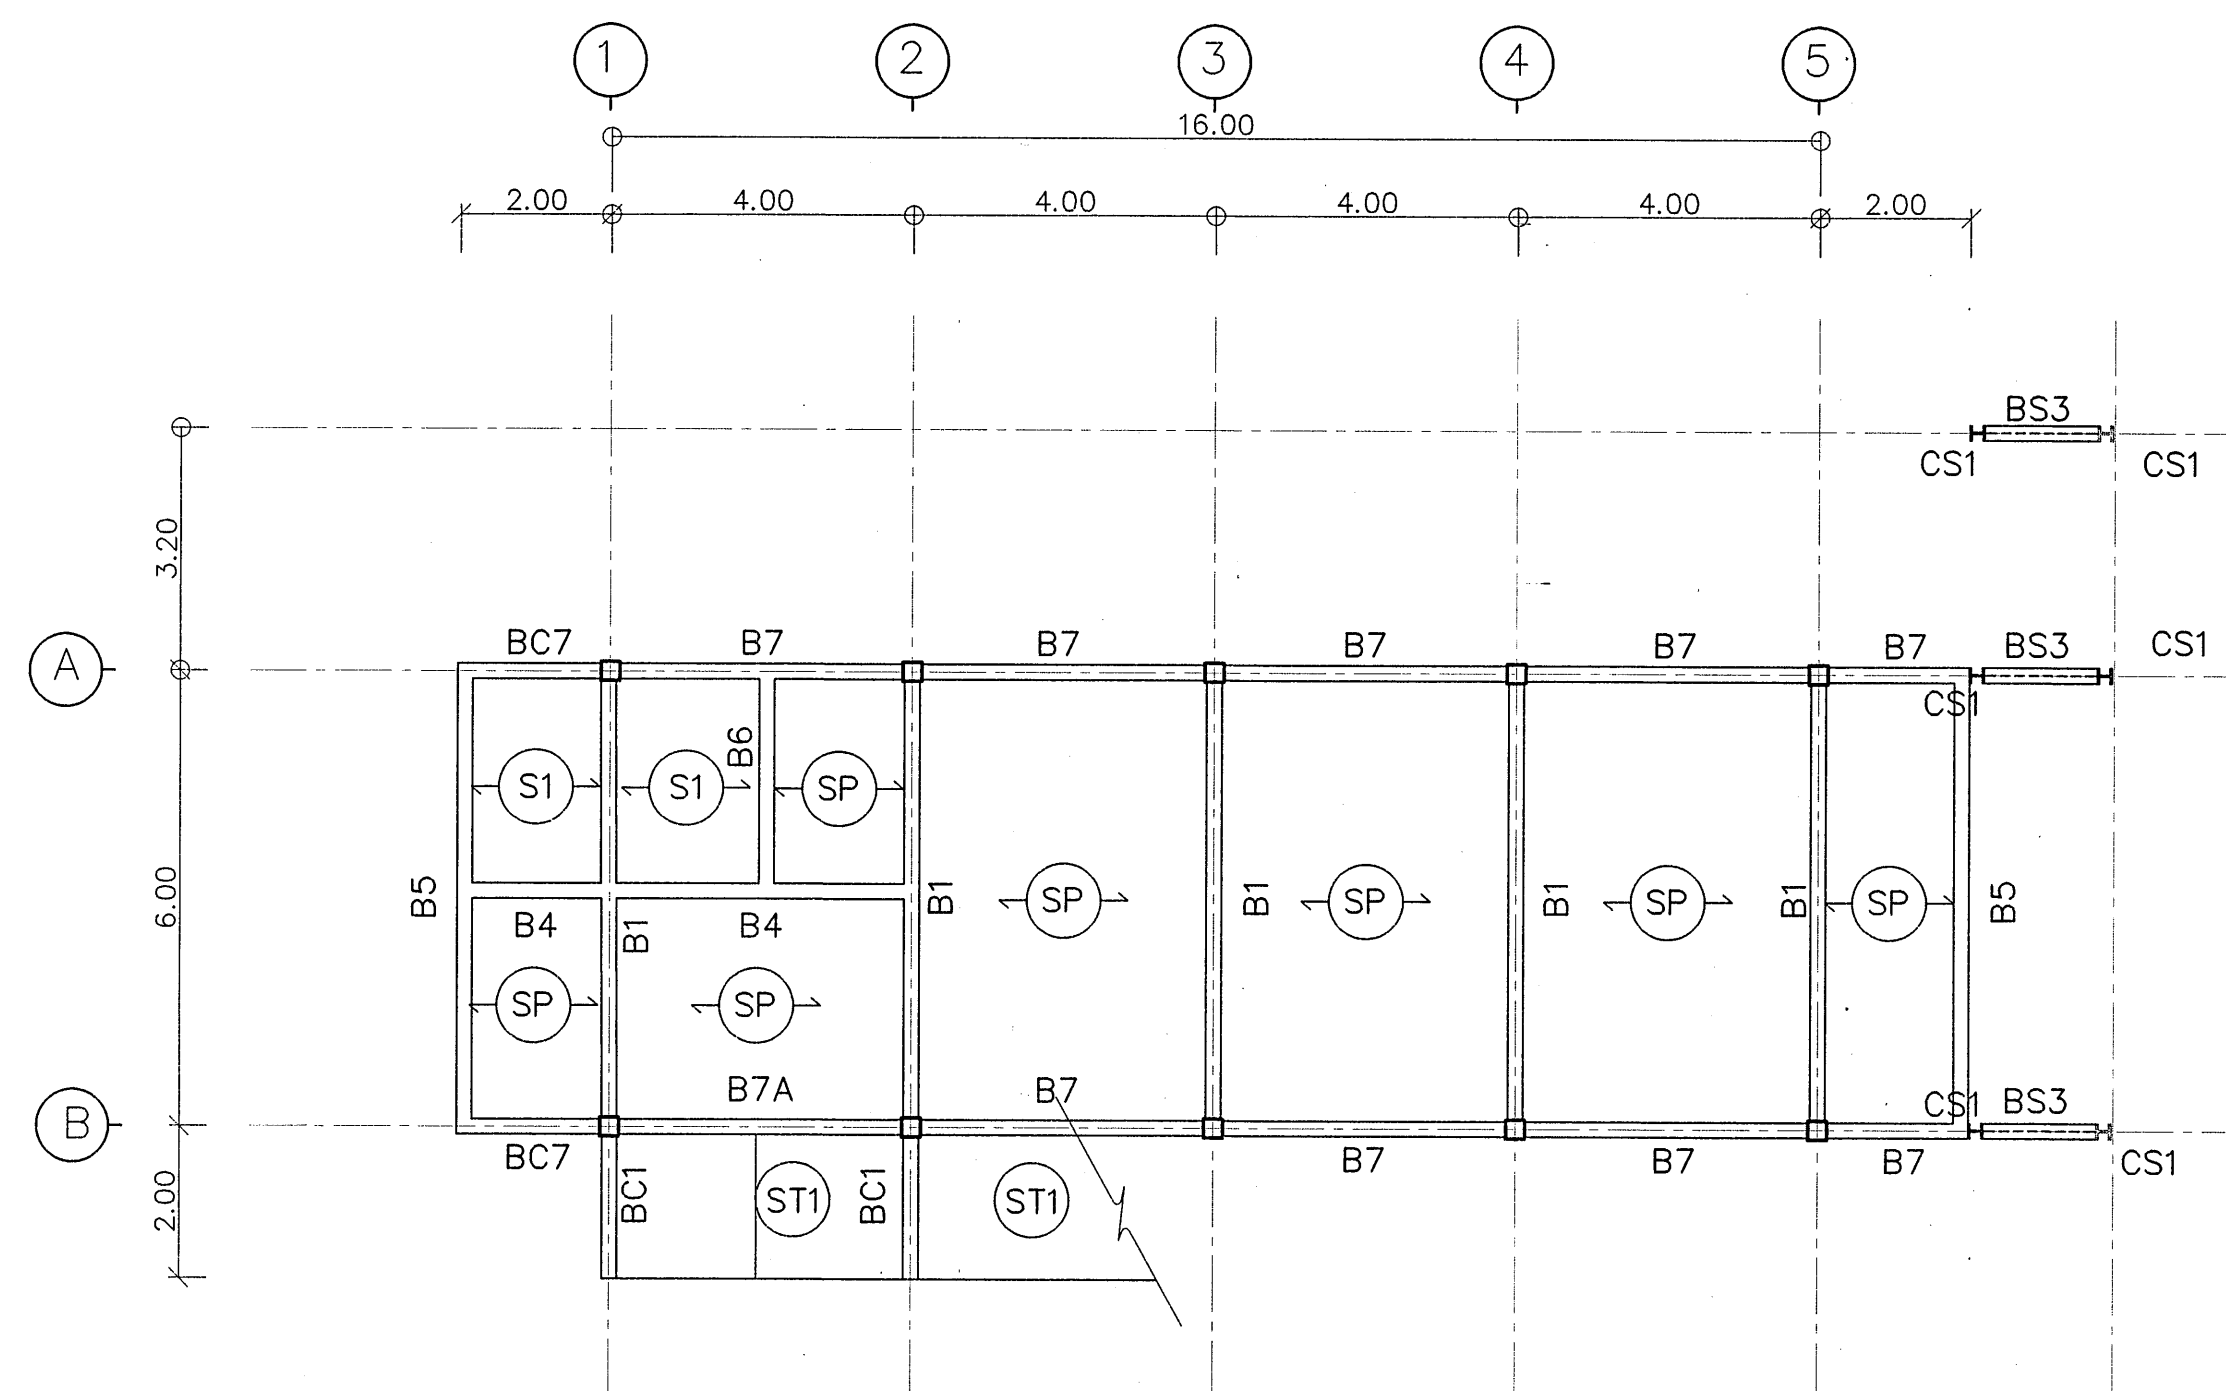 1 2 3 4 5
16.00
2.00 4.00 4.00 4.00 4.00 2.00
BS3
CS1 CS1
3.20
A BC7 B7 B7 B7 B7 B7 BS3 CS1
CS1
B6
S1 S1 SP
6.00 B5 B1 SP B1 SP B1 SP B1 SP B5
B4 B1 B4
SP SP
B7A B7 CS1 BS3
B
BC7 B7 B7 B7 CS1
2.00 BC1 ST1 BC1 ST1